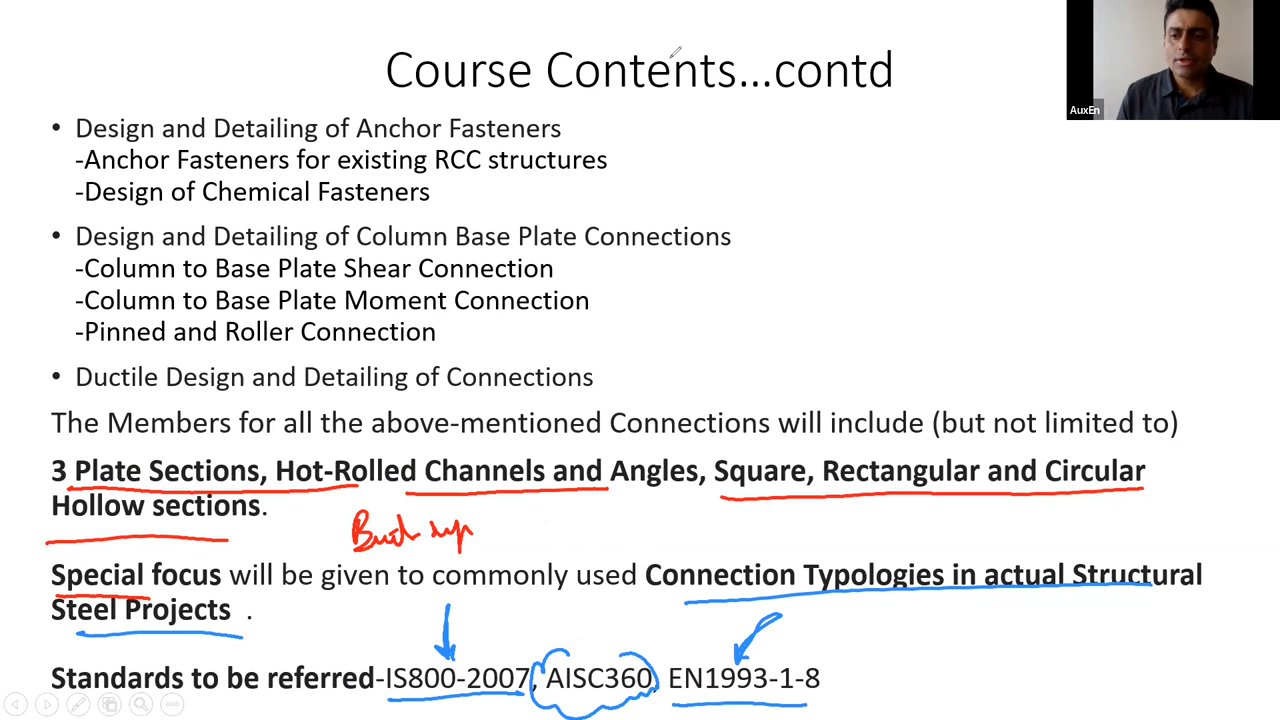 Course Contents...contd
AuxEn
• Design and Detailing of Anchor Fasteners
-Anchor Fasteners for existing RCC structures
-Design of Chemical Fasteners
• Design and Detailing of Column Base Plate Connections
-Column to Base Plate Shear Connection
-Column to Base Plate Moment Connection
-Pinned and Roller Connection
• Ductile Design and Detailing of Connections
The Members for all the above-mentioned Connections will include (but not limited to)
3 Plate Sections, Hot-Rolled Channels and Angles, Square, Rectangular and Circular
Hollow sections.
Built up
Special focus will be given to commonly used Connection Typologies in actual Structural
Steel Projects .
Standards to be referred-IS800-2007, AISC360, EN1993-1-8